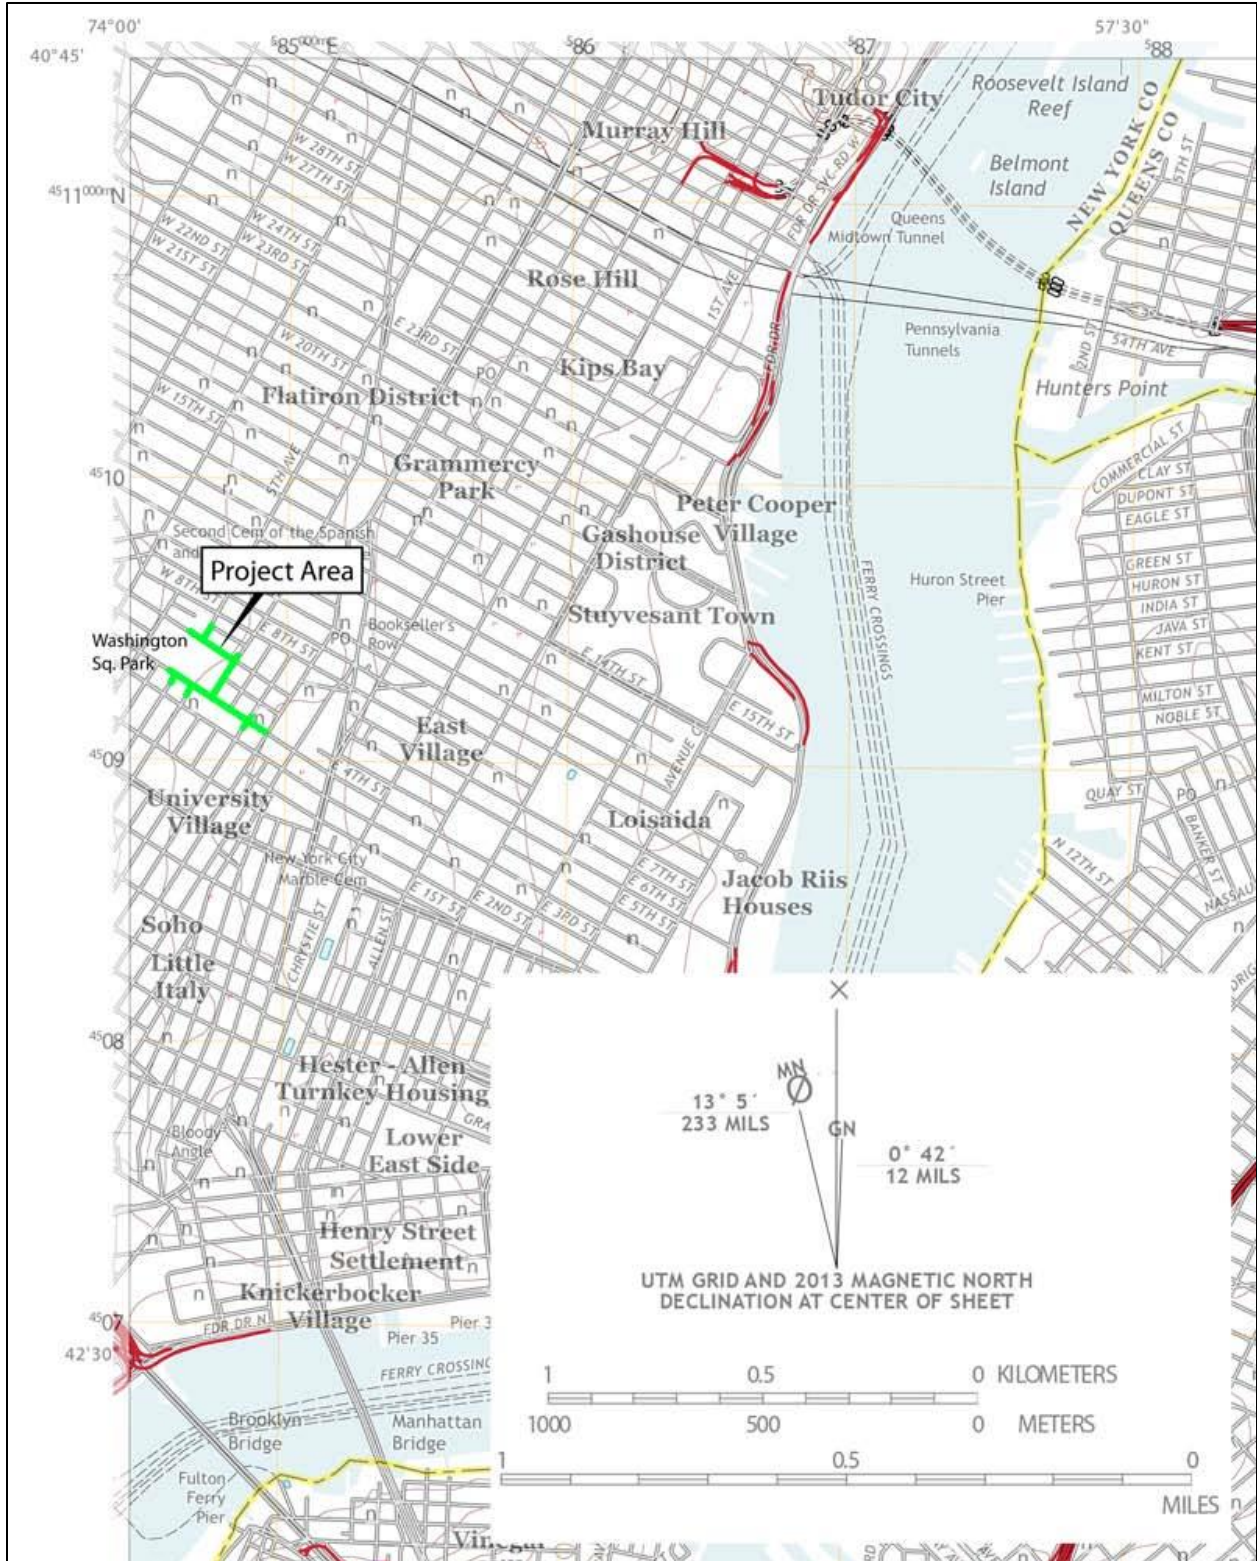 74°00'
57'30"
40°45'
⁵85⁰⁰⁰ᵐE
⁵86
⁵87
⁵88
Roosevelt Island
Reef
Tudor City
Murray Hill
NEW YORK CO
QUEENS CO
5TH ST
Belmont
Island
W 28TH ST
W 27TH ST
⁴⁵11⁰⁰⁰ᵐN
FDR DR SVC RD W
W 24TH ST
W 23RD ST
W 22ND ST
W 21ST ST
Queens
Midtown Tunnel
Rose Hill
1ST AVE
E 23RD ST
FDR DR
Pennsylvania
Tunnels
2ND ST
54TH AVE
W 20TH ST
Kips Bay
PO
Hunters Point
W 15TH ST
Flatiron District
5TH AVE
Grammercy
Park
COMMERCIAL ST
CLAY ST
DUPONT ST
EAGLE ST
⁴⁵10
Peter Cooper
Village
Second Cem of the Spanish
and
Gashouse
District
Project Area
GREEN ST
HURON ST
INDIA ST
JAVA ST
KENT ST
Huron Street
Pier
FERRY CROSSINGS
W 8TH ST
E 8TH ST
PO
Bookseller's
Row
Stuyvesant Town
Washington
Sq. Park
E 14TH ST
MILTON ST
NOBLE ST
E 15TH ST
East
Village
AVENUE C
⁴⁵09
E 4TH ST
QUAY ST
PO
BANKER ST
University
Village
Loisaida
N 12TH ST
New York City
Marble Cem
E 7TH ST
E 6TH ST
E 5TH ST
E 1ST ST
E 2ND ST
E 3RD ST
Jacob Riis
Houses
NASSAU
Soho
CHRYSTIE ST
ALLEN ST
Little
Italy
⁴⁵08
Hester - Allen
Turnkey Housing
GRA
Bloody
Angle
Lower
East Side
MN
13° 5´
233 MILS
GN
0° 42´
12 MILS
Henry Street
Settlement
UTM GRID AND 2013 MAGNETIC NORTH
DECLINATION AT CENTER OF SHEET
Knickerbocker
Village
⁴⁵07
FDR DR N
Pier 35
Pier 3
42'30
FERRY CROSSING
1 0.5 0 KILOMETERS
1000 500 0 METERS
Brooklyn
Bridge
Manhattan
Bridge
1 0.5 0
MILES
Fulton
Ferry
Pier
Vinegar